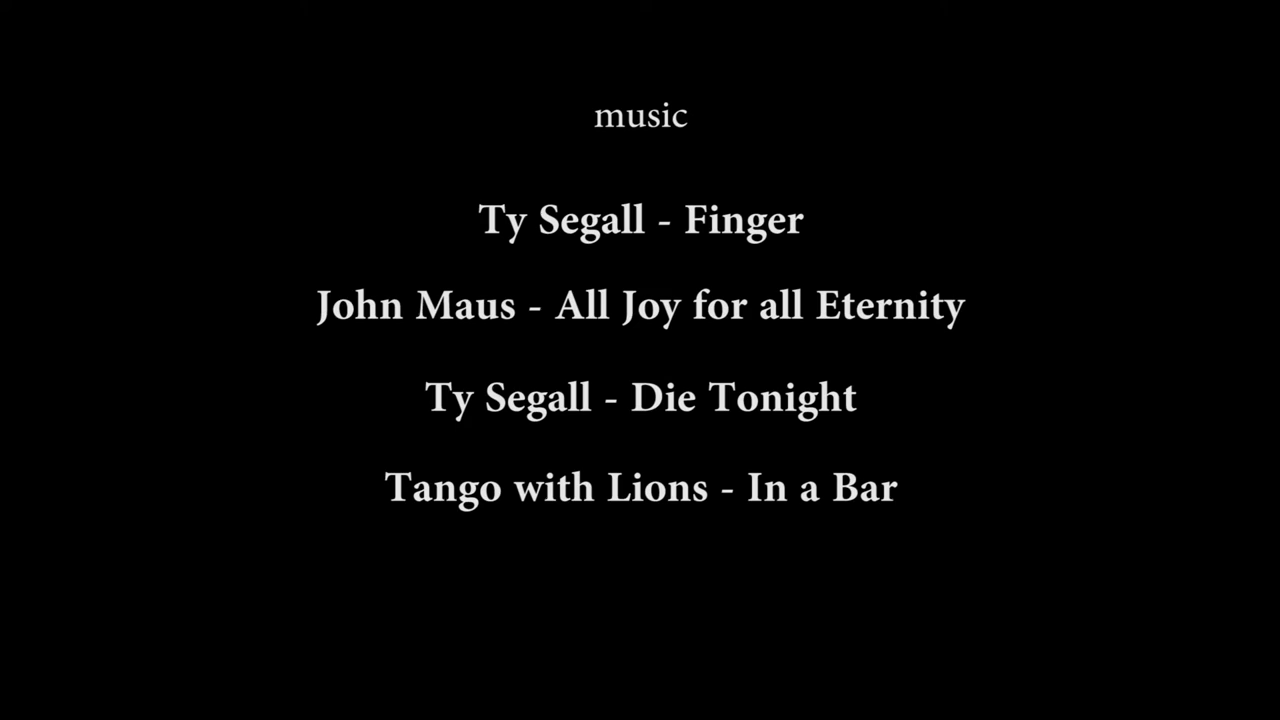 music
Ty Segall - Finger
John Maus - All Joy for all Eternity
Ty Segall - Die Tonight
Tango with Lions - In a Bar